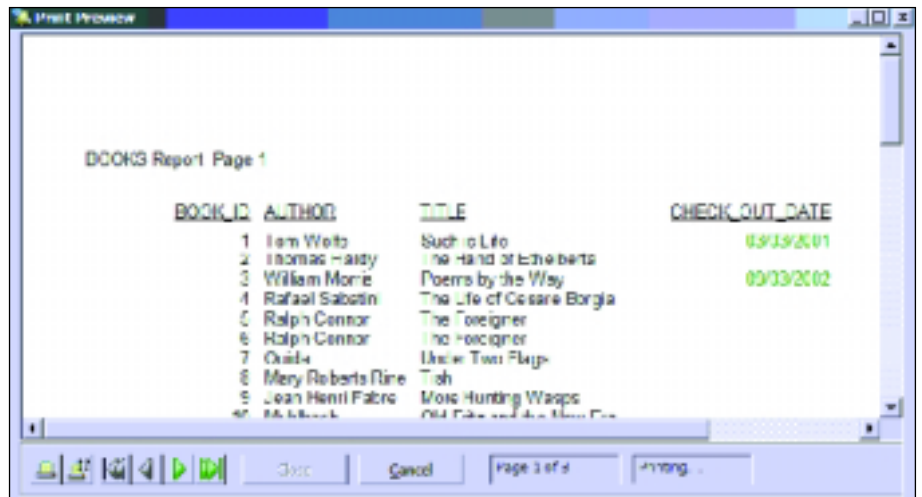 Print Preview
BOOKS Report Page 1
BOOK_ID AUTHOR TITLE CHECK_OUT_DATE
1 Tom Wolfe Such is Life 03/03/2001
2 Thomas Hardy The Hand of Ethelberta
3 William Morris Poems by the Way 09/03/2002
4 Rafael Sabatini The Life of Cesare Borgia
5 Ralph Connor The Foreigner
6 Ralph Connor The Foreigner
7 Ouida Under Two Flags
8 Mary Roberts Rine Tish
9 Jean Henri Fabre More Hunting Wasps
10
Close Cancel Page 1 of Printing...